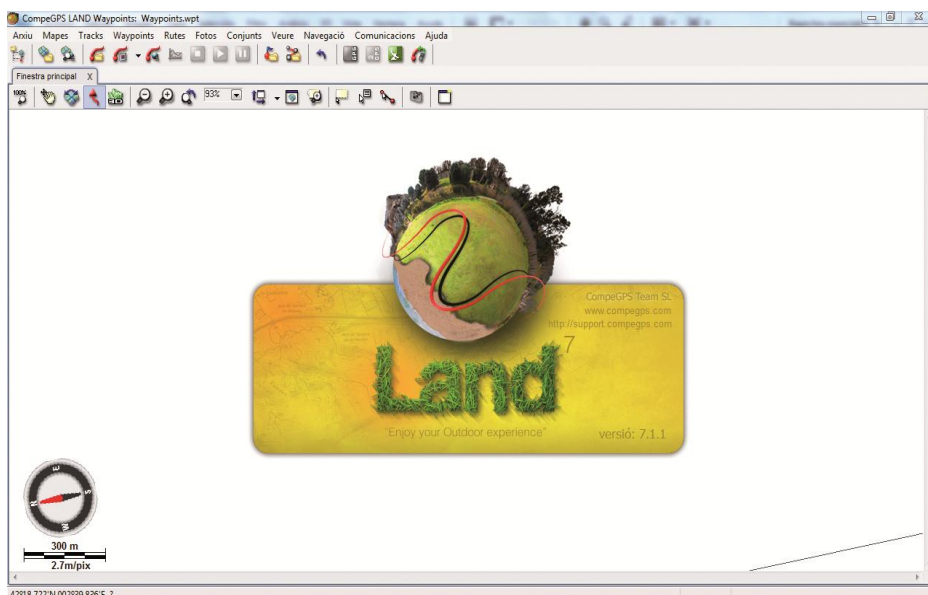 CompeGPS LAND Waypoints: Waypoints.wpt
Arxiu Mapes Tracks Waypoints Rutes Fotos Conjunts Veure Navegació Comunicacions Ajuda
Finestra principal X
100%
93%
CompeGPS Team SL
www.compegps.com
http://support.compegps.com
7
Land
"Enjoy your Outdoor experience"
versió: 7.1.1
E
S
W
300 m
2.7m/pix